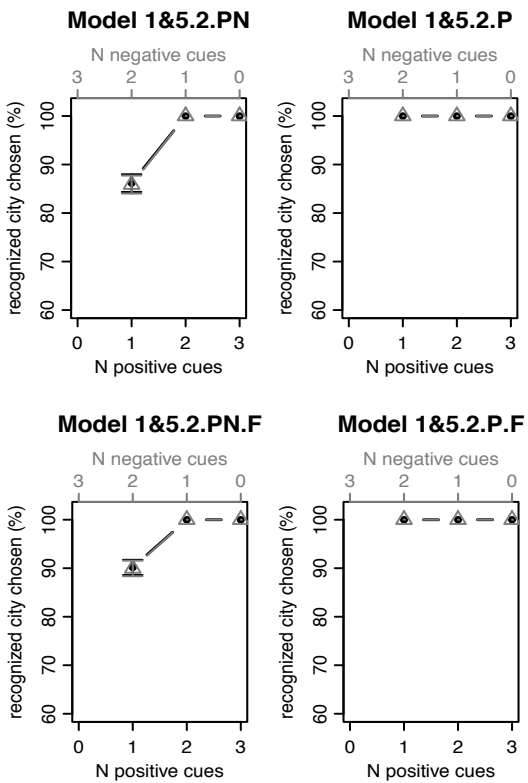 Model 1&5.2.PN
N negative cues
3 2 1 0
recognized city chosen (%)
100
90
80
70
60
0 1 2 3
N positive cues
Model 1&5.2.P
N negative cues
3 2 1 0
recognized city chosen (%)
100
90
80
70
60
0 1 2 3
N positive cues
Model 1&5.2.PN.F
N negative cues
3 2 1 0
recognized city chosen (%)
100
90
80
70
60
0 1 2 3
N positive cues
Model 1&5.2.P.F
N negative cues
3 2 1 0
recognized city chosen (%)
100
90
80
70
60
0 1 2 3
N positive cues